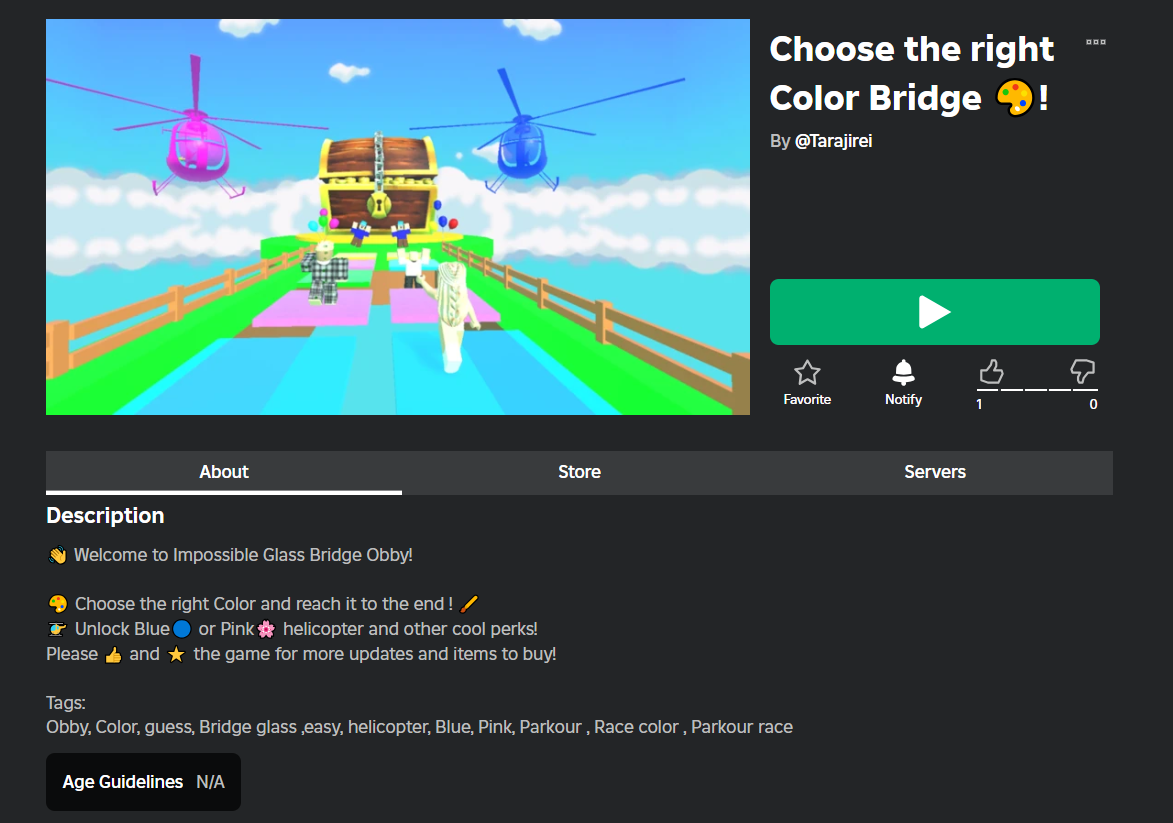 Choose the right
Color Bridge 🎨!
By @Tarajirei
Favorite
Notify
1
0
About
Store
Servers
Description
👋 Welcome to Impossible Glass Bridge Obby!
🎨 Choose the right Color and reach it to the end ! 🖌️
🚁 Unlock Blue🔵 or Pink🌸 helicopter and other cool perks!
Please 👍 and ⭐ the game for more updates and items to buy!
Tags:
Obby, Color, guess, Bridge glass ,easy, helicopter, Blue, Pink, Parkour , Race color , Parkour race
Age Guidelines N/A